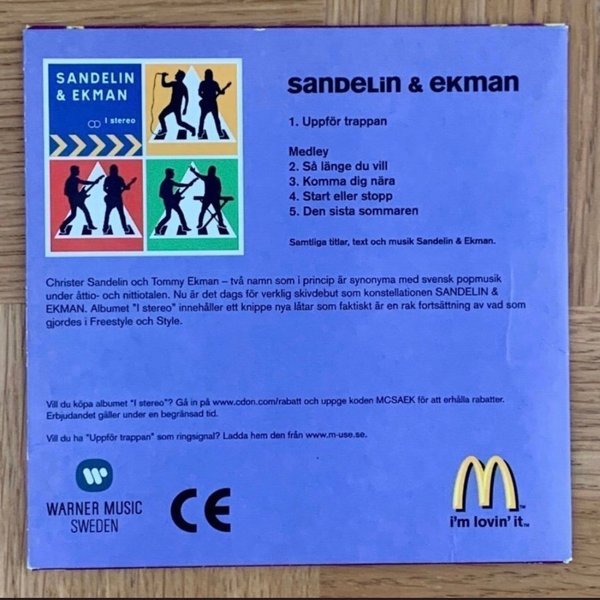 SANDELIN
& EKMAN
I stereo
sandelin & ekman
1. Uppför trappan
Medley
2. Så länge du vill
3. Komma dig nära
4. Start eller stopp
5. Den sista sommaren
Samtliga titlar, text och musik Sandelin & Ekman.
Christer Sandelin och Tommy Ekman – två namn som i princip är synonyma med svensk popmusik
under åttio- och nittiotalen. Nu är det dags för verklig skivdebut som konstellationen SANDELIN &
EKMAN. Albumet "I stereo" innehåller ett knippe nya låtar som faktiskt är en rak fortsättning av vad som
gjordes i Freestyle och Style.
Vill du köpa albumet "I stereo"? Gå in på www.cdon.com/rabatt och uppge koden MCSAEK för att erhålla rabatter.
Erbjudandet gäller under en begränsad tid.
Vill du ha "Uppför trappan" som ringsignal? Ladda hem den från www.m-use.se.
WARNER MUSIC
SWEDEN
CE
i'm lovin' it™